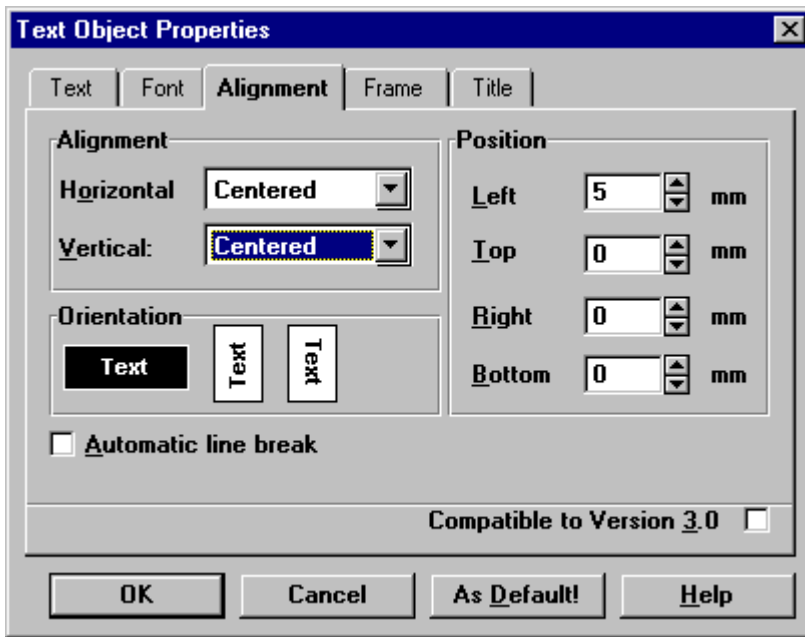 Text Object Properties
Text Font Alignment Frame Title
Alignment
Horizontal Centered
Vertical: Centered
Orientation
Text Text Text
Position
Left 5 mm
Top 0 mm
Right 0 mm
Bottom 0 mm
Automatic line break
Compatible to Version 3.0
OK Cancel As Default! Help